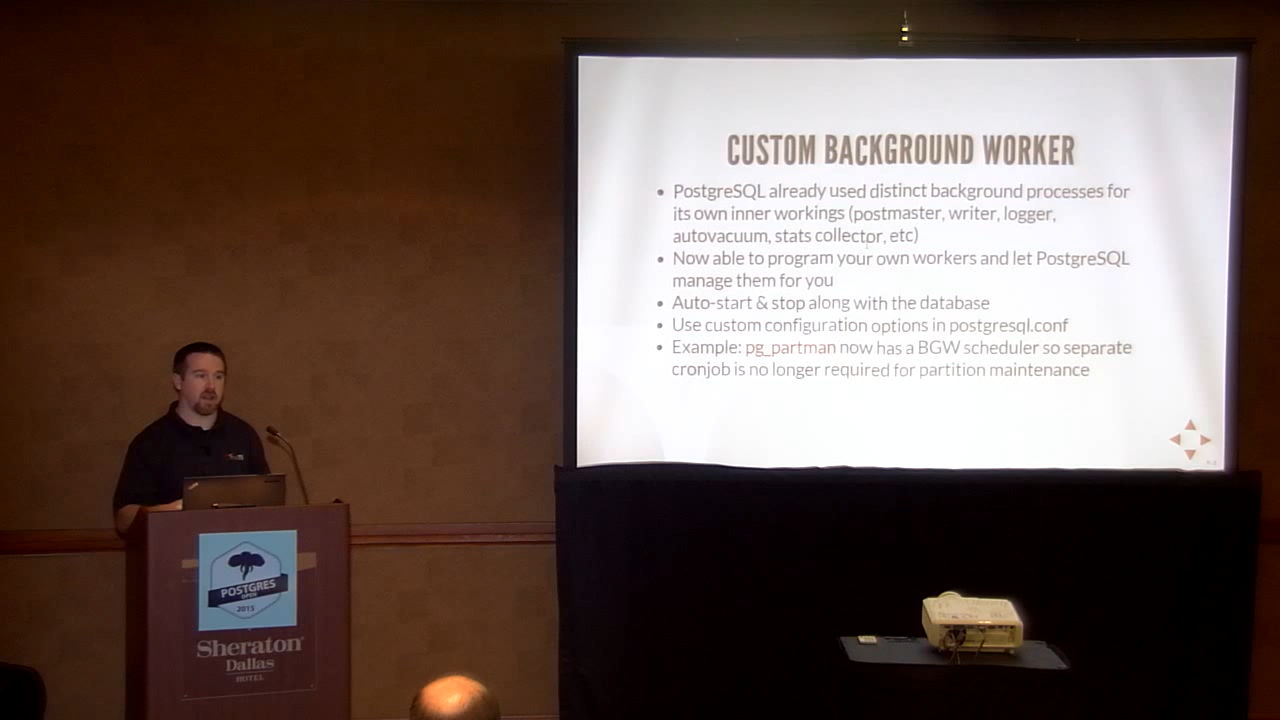 CUSTOM BACKGROUND WORKER
• PostgreSQL already used distinct background processes for
its own inner workings (postmaster, writer, logger,
autovacuum, stats collector, etc)
• Now able to program your own workers and let PostgreSQL
manage them for you
• Auto-start & stop along with the database
• Use custom configuration options in postgresql.conf
• Example: pg_partman now has a BGW scheduler so separate
cronjob is no longer required for partition maintenance
POSTGRES
OPEN
2015
Sheraton
Dallas
HOTEL